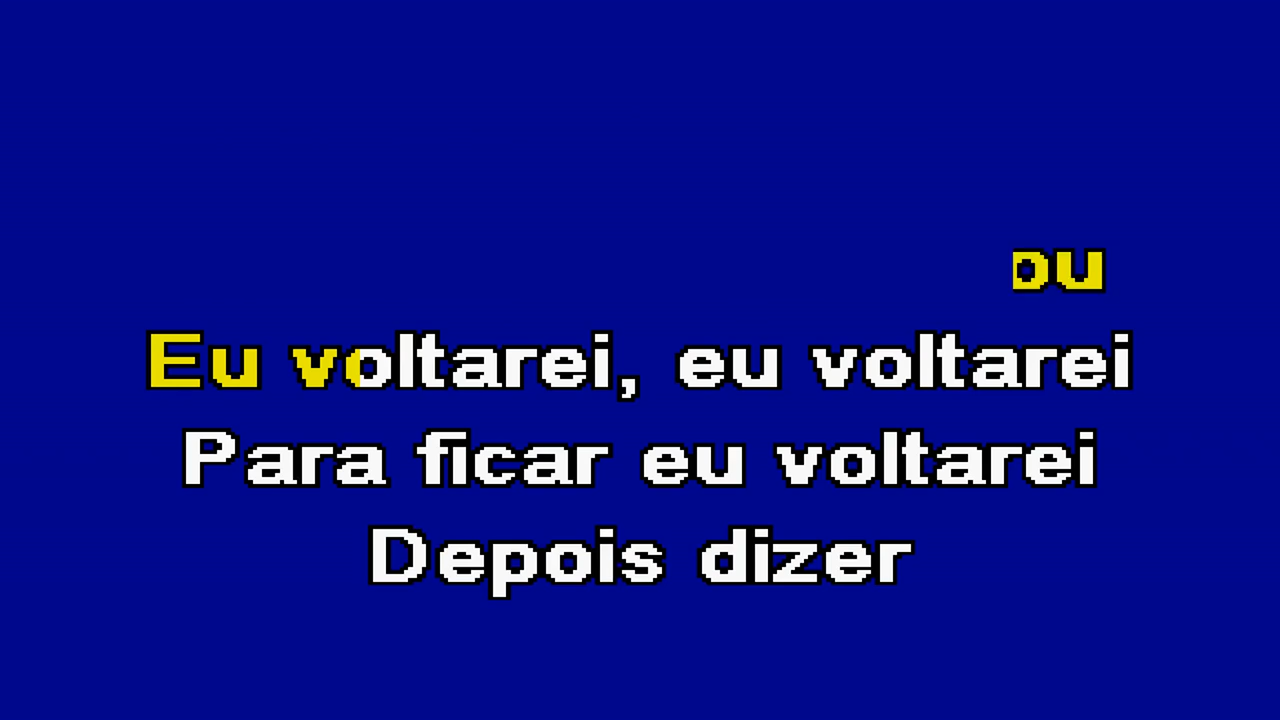 ou
Eu voltarei, eu voltarei
Para ficar eu voltarei
Depois dizer